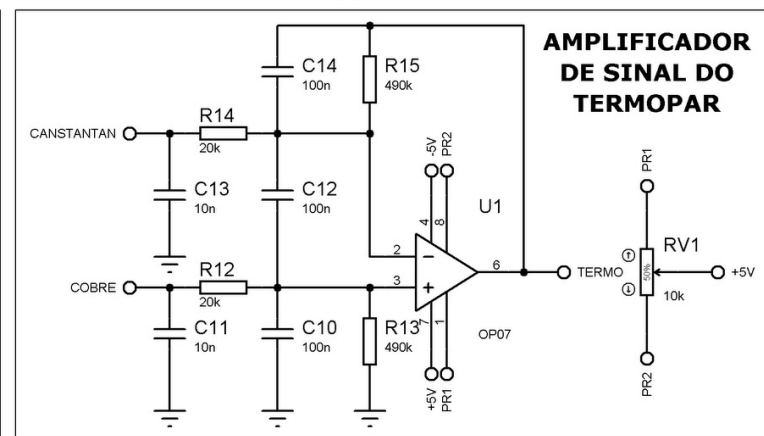 AMPLIFICADOR
DE SINAL DO
TERMOPAR
C14
100n
R15
490k
R14
20k
CANSTANTAN
C13
10n
C12
100n
-5V
PR2
4
8
U1
2
3
6
7
1
OP07
+5V
PR1
TERMO
R12
20k
COBRE
C11
10n
C10
100n
R13
490k
PR1
RV1
50%
10k
+5V
PR2